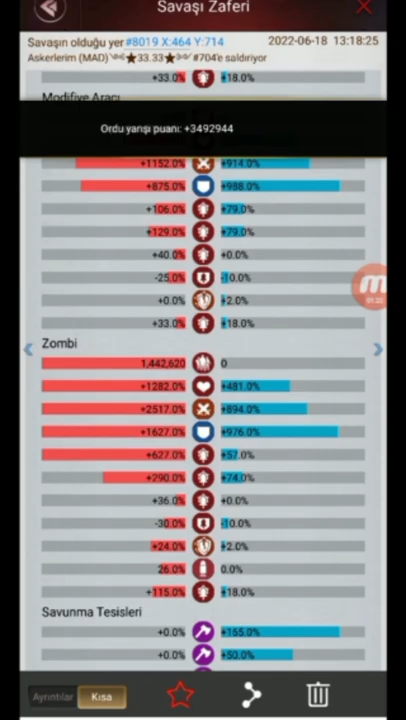 Savaşı Zaferi
Savaşın olduğu yer #8019 X:464 Y:714 2022-06-18 13:18:25
Askerlerim (MAD) ★33.33★ #704'e saldırıyor
+33.0% +18.0%
Modifiye Aracı
Ordu yarışı puanı: +3492944
+1152.0% +914.0%
+875.0% +988.0%
+106.0% +79.0%
+129.0% +79.0%
+40.0% +0.0%
-25.0% -10.0%
+0.0% +2.0%
+33.0% +18.0%
Zombi
1,442,620 0
+1282.0% +481.0%
+2517.0% +894.0%
+1627.0% +976.0%
+627.0% +57.0%
+290.0% +74.0%
+36.0% +0.0%
-30.0% -10.0%
+24.0% +2.0%
26.0% 0.0%
+115.0% +18.0%
Savunma Tesisleri
+0.0% +165.0%
+0.0% +50.0%
Ayrıntılar Kısa